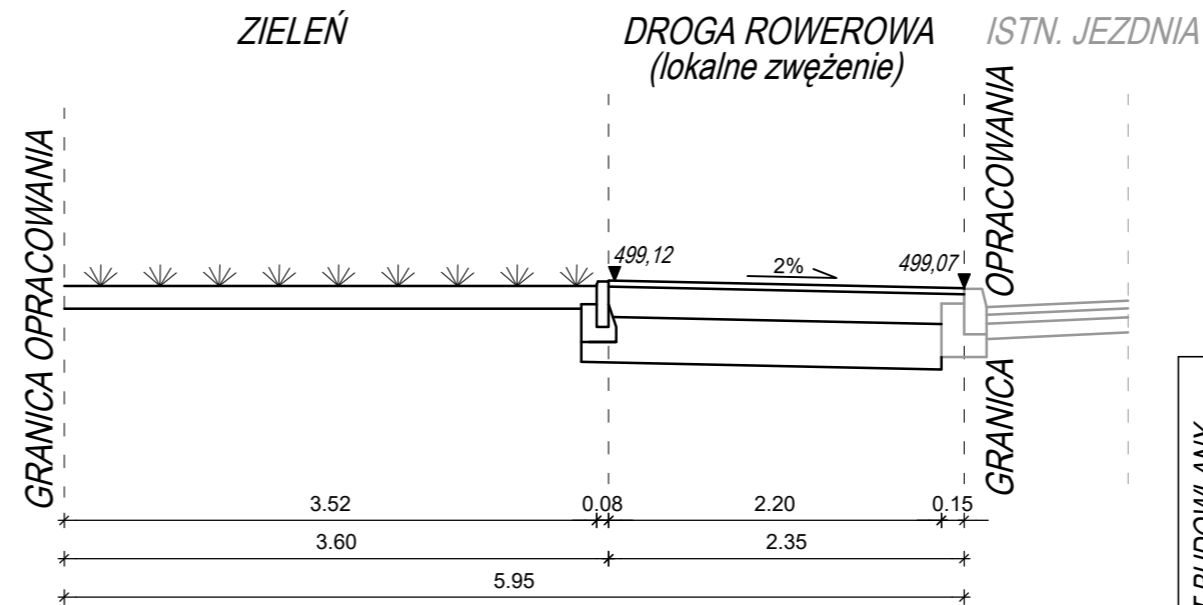 ZIELEŃ
DROGA ROWEROWA
(lokalne zwężenie)
ISTN. JEZDNIA
GRANICA OPRACOWANIA
GRANICA OPRACOWANIA
499,12
2%
499,07
3.52
0.08
2.20
0.15
3.60
2.35
5.95
BUDOWLANY